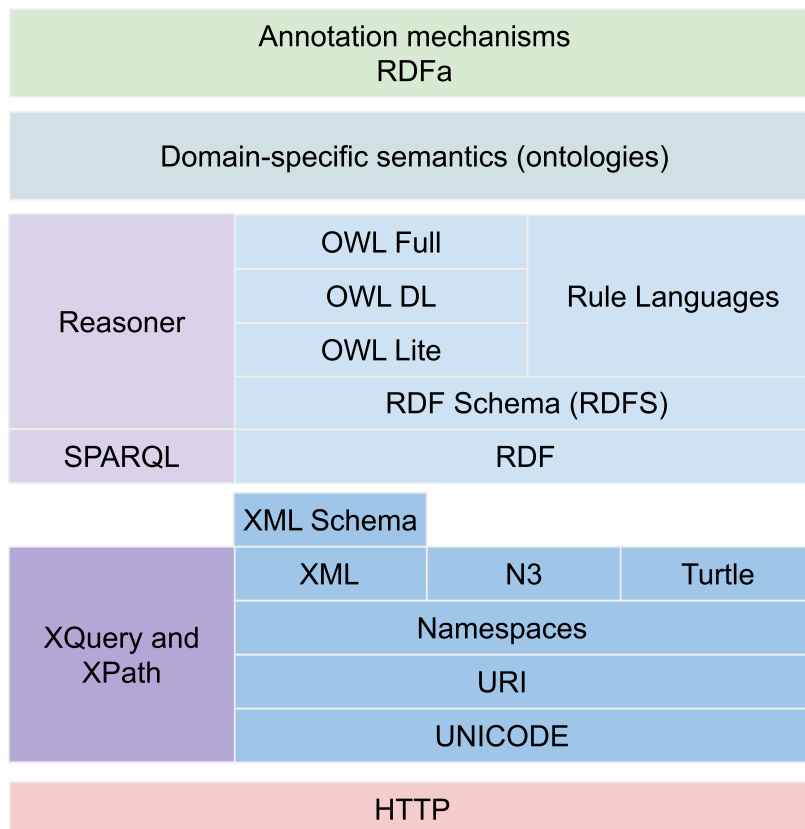 Annotation mechanisms
RDFa
Domain-specific semantics (ontologies)
Reasoner
OWL Full
OWL DL
OWL Lite
Rule Languages
RDF Schema (RDFS)
SPARQL
RDF
XML Schema
XQuery and
XPath
XML
N3
Turtle
Namespaces
URI
UNICODE
HTTP